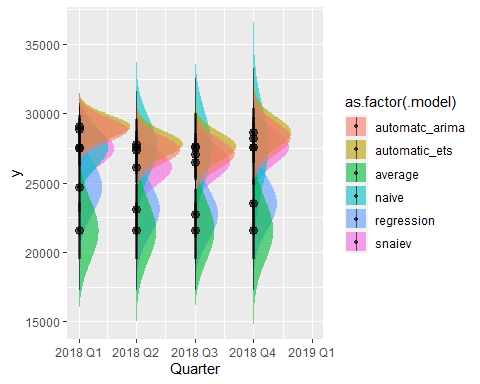 35000
30000
25000
20000
15000
y
2018 Q1
2018 Q2
2018 Q3
2018 Q4
2019 Q1
Quarter
as.factor(.model)
automatc_arima
automatic_ets
average
naive
regression
snaiev